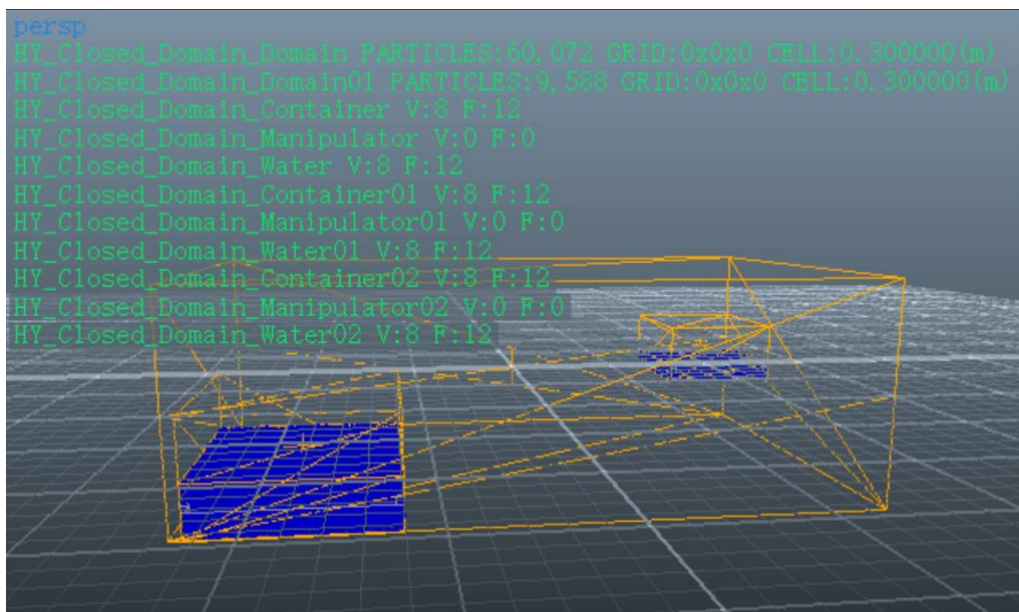 persp
HY_Closed_Domain_Domain PARTICLES:60,072 GRID:0x0x0 CELL:0.300000(m)
HY_Closed_Domain_Domain01 PARTICLES:9,588 GRID:0x0x0 CELL:0.300000(m)
HY_Closed_Domain_Container V:8 F:12
HY_Closed_Domain_Manipulator V:0 F:0
HY_Closed_Domain_Water V:8 F:12
HY_Closed_Domain_Container01 V:8 F:12
HY_Closed_Domain_Manipulator01 V:0 F:0
HY_Closed_Domain_Water01 V:8 F:12
HY_Closed_Domain_Container02 V:8 F:12
HY_Closed_Domain_Manipulator02 V:0 F:0
HY_Closed_Domain_Water02 V:8 F:12